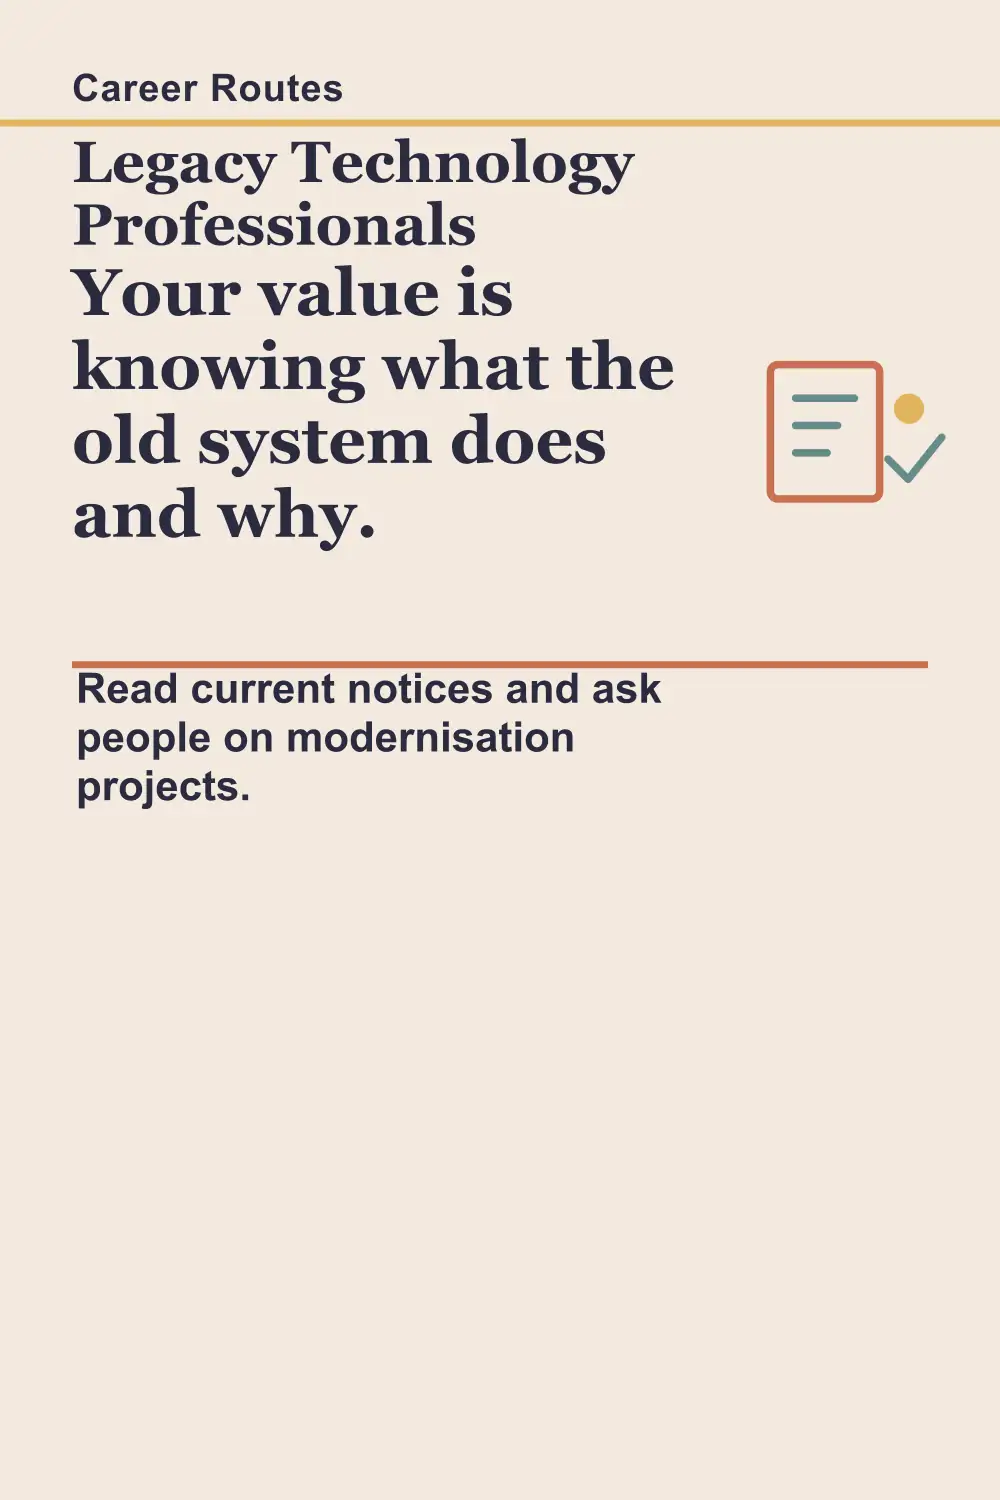 Career Routes
Legacy Technology
Professionals
Your value is
knowing what the
old system does
and why.
Read current notices and ask
people on modernisation
projects.